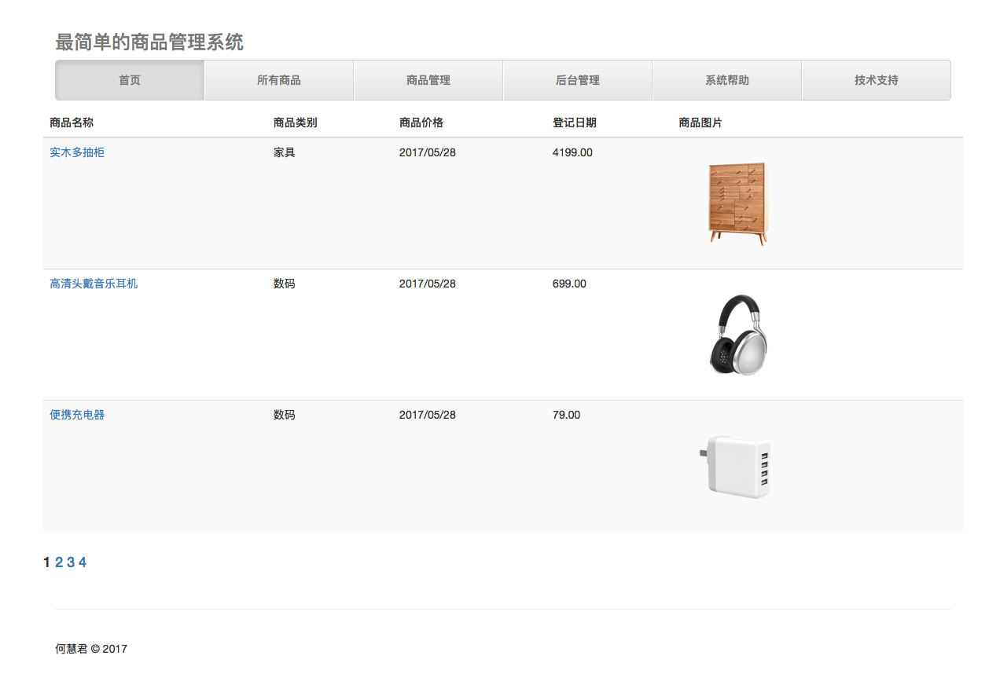 最简单的商品管理系统
首页 所有商品 商品管理 后台管理 系统帮助 技术支持
商品名称 商品类别 商品价格 登记日期 商品图片
实木多抽柜 家具 2017/05/28 4199.00
高清头戴音乐耳机 数码 2017/05/28 699.00
便携充电器 数码 2017/05/28 79.00
1 2 3 4
何慧君 © 2017